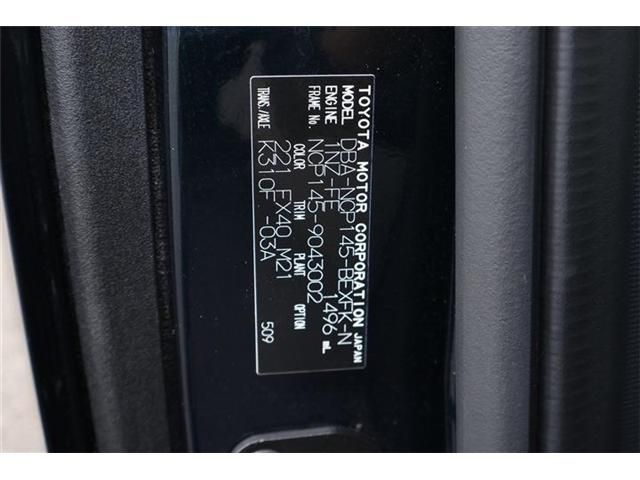 TOYOTA MOTOR CORPORATION JAPAN
MODEL DBA-NCP145-BEXFK-N
ENGINE 1NZ-FE 1496 mL
FRAME No. NCP145-9043002
COLOR TRIM PLANT OPTION
221 FX40 M21
TRANS./AXLE K310F -03A
509